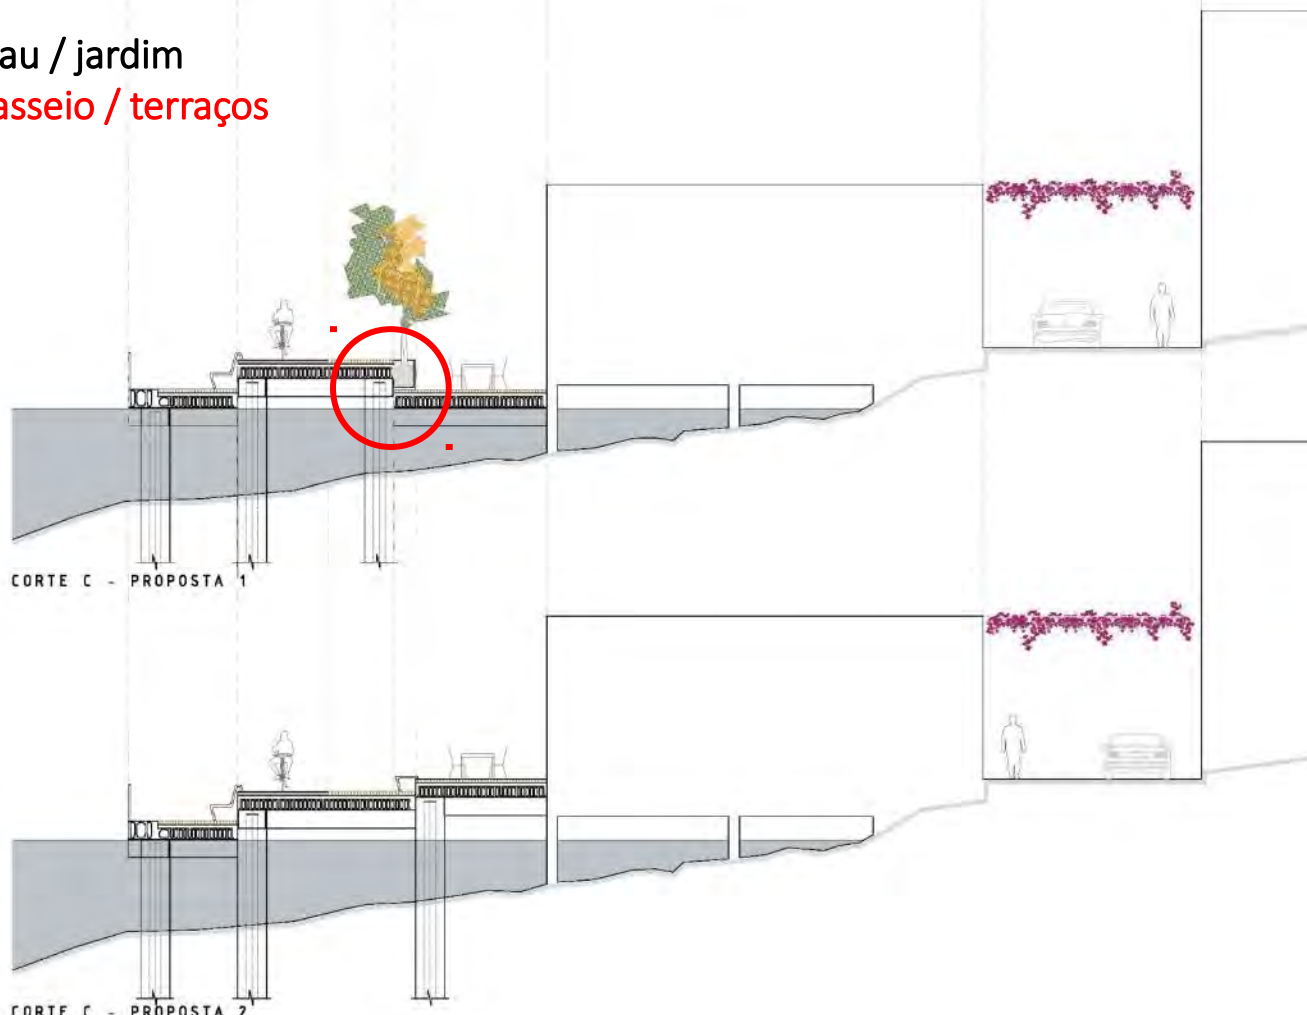 au / jardim
asseio / terraços
CORTE C - PROPOSTA 1
CORTE C - PROPOSTA 2